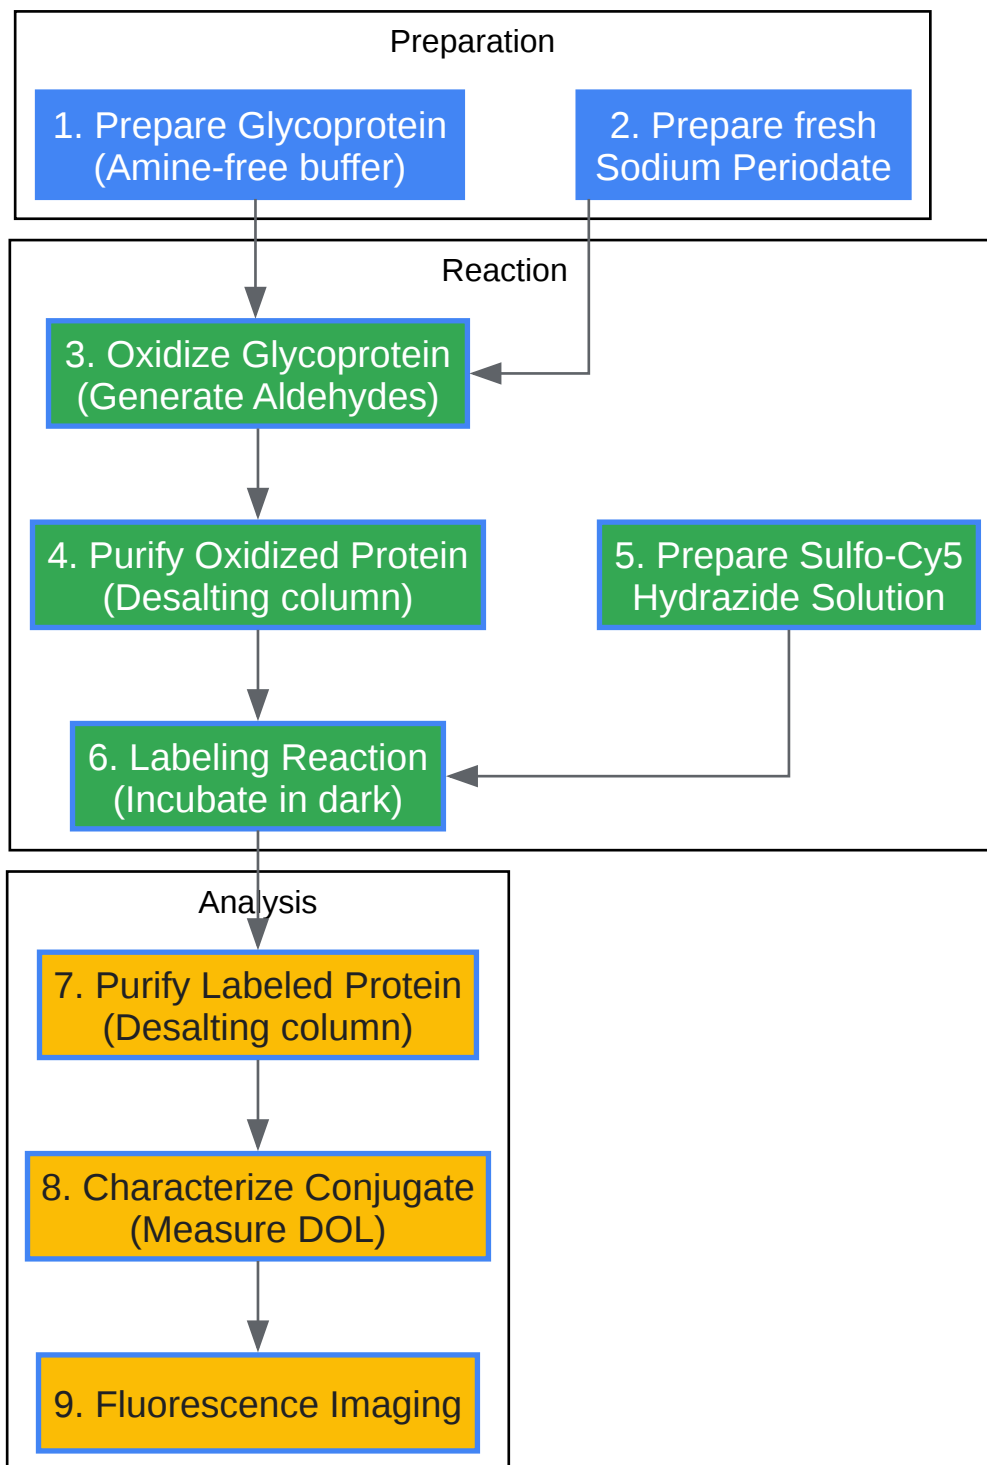 Preparation
1. Prepare Glycoprotein
(Amine-free buffer)
2. Prepare fresh
Sodium Periodate
Reaction
3. Oxidize Glycoprotein
(Generate Aldehydes)
4. Purify Oxidized Protein
(Desalting column)
5. Prepare Sulfo-Cy5
Hydrazide Solution
6. Labeling Reaction
(Incubate in dark)
Analysis
7. Purify Labeled Protein
(Desalting column)
8. Characterize Conjugate
(Measure DOL)
9. Fluorescence Imaging